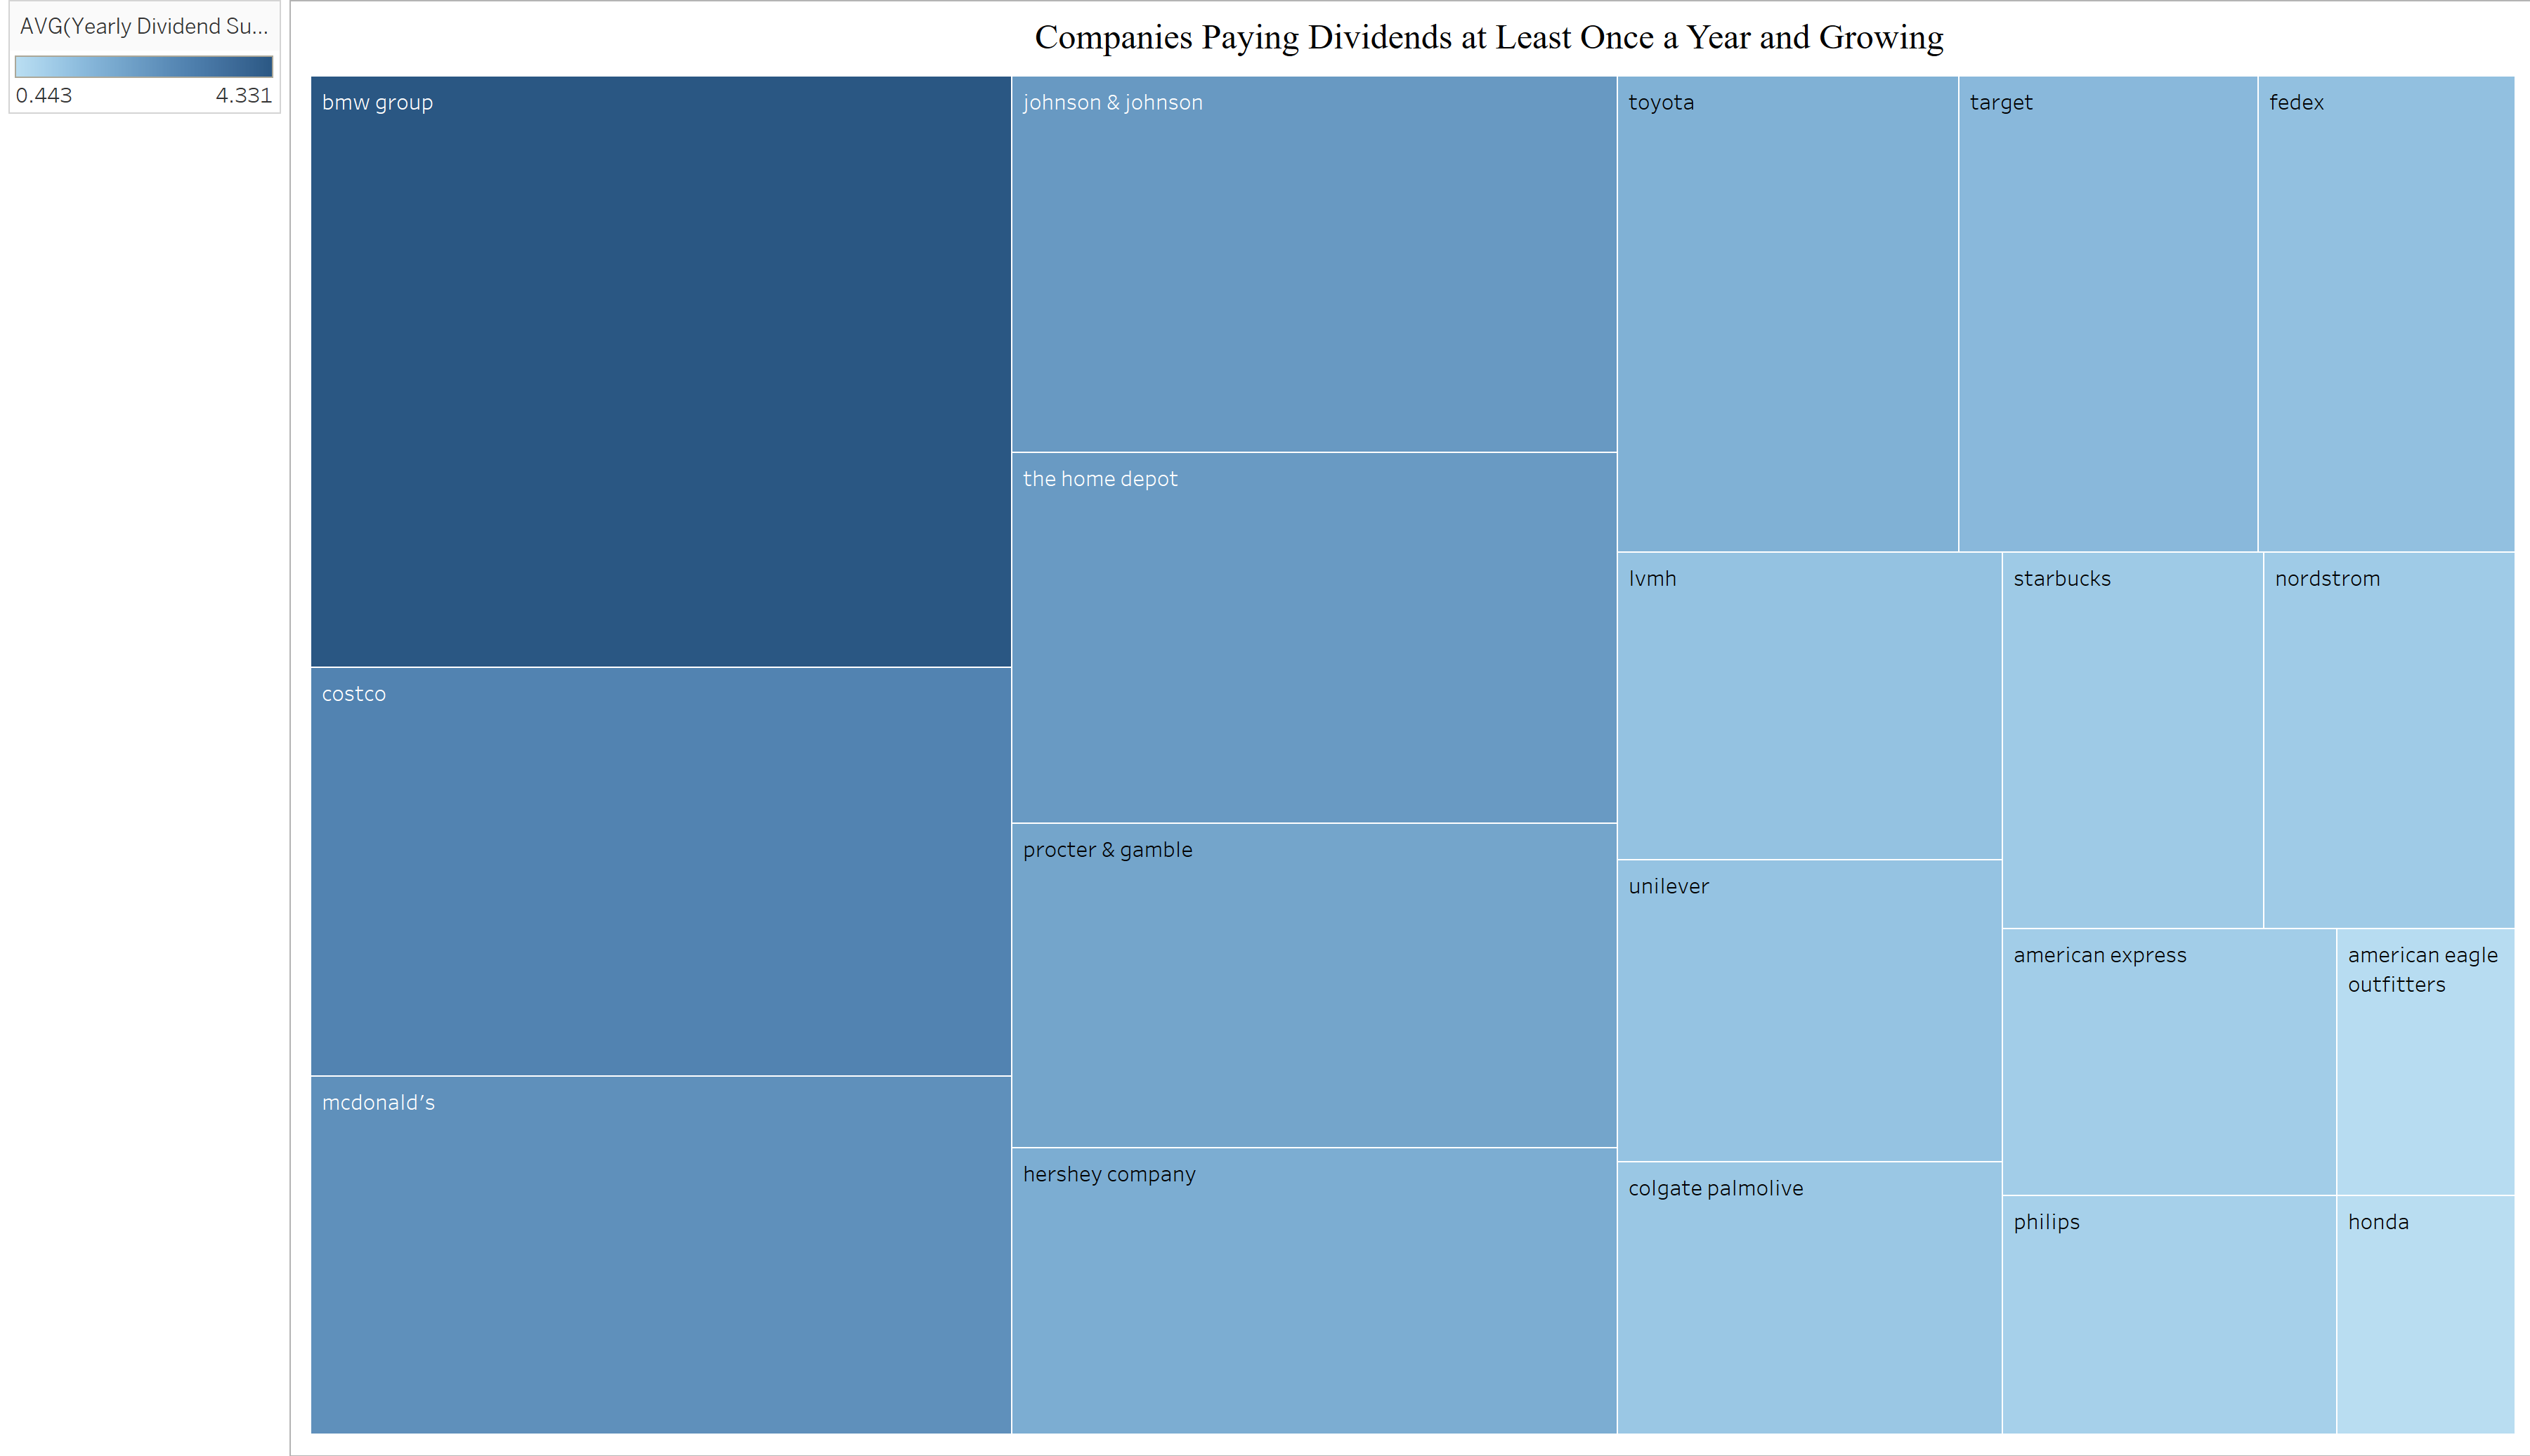 AVG(Yearly Dividend Su...
0.443
4.331
Companies Paying Dividends at Least Once a Year and Growing
bmw group
costco
mcdonald’s
johnson & johnson
the home depot
procter & gamble
hershey company
toyota
target
fedex
lvmh
unilever
colgate palmolive
starbucks
nordstrom
american express
american eagle
outfitters
philips
honda